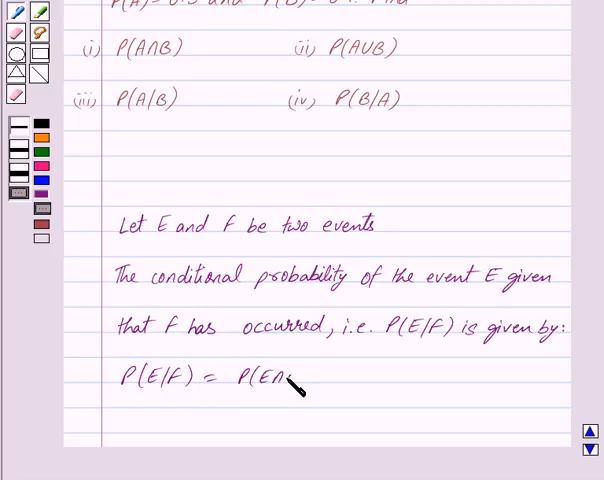 (i) P(A∩B) (ii) P(A∪B)
(iii) P(A/B) (iv) P(B/A)
Let E and F be two events
The conditional probability of the event E given
that F has occurred, i.e. P(E/F) is given by:
P(E/F) = P(E∩